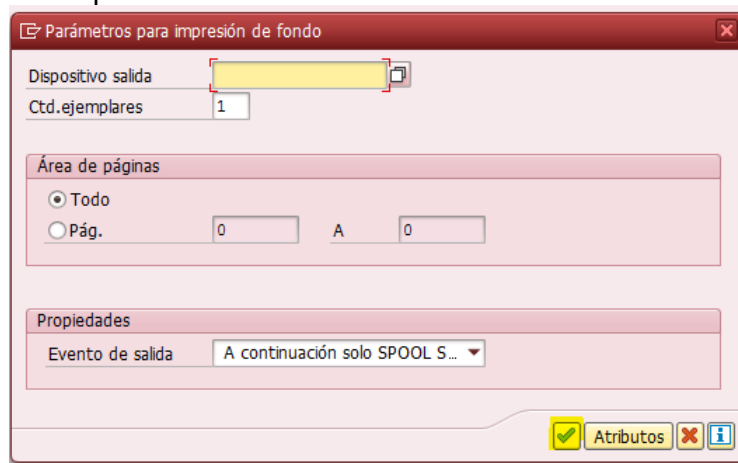 Parámetros para impresión de fondo
Dispositivo salida
Ctd.ejemplares 1
Área de páginas
Todo
Pág. 0 A 0
Propiedades
Evento de salida A continuación solo SPOOL S...
Atributos